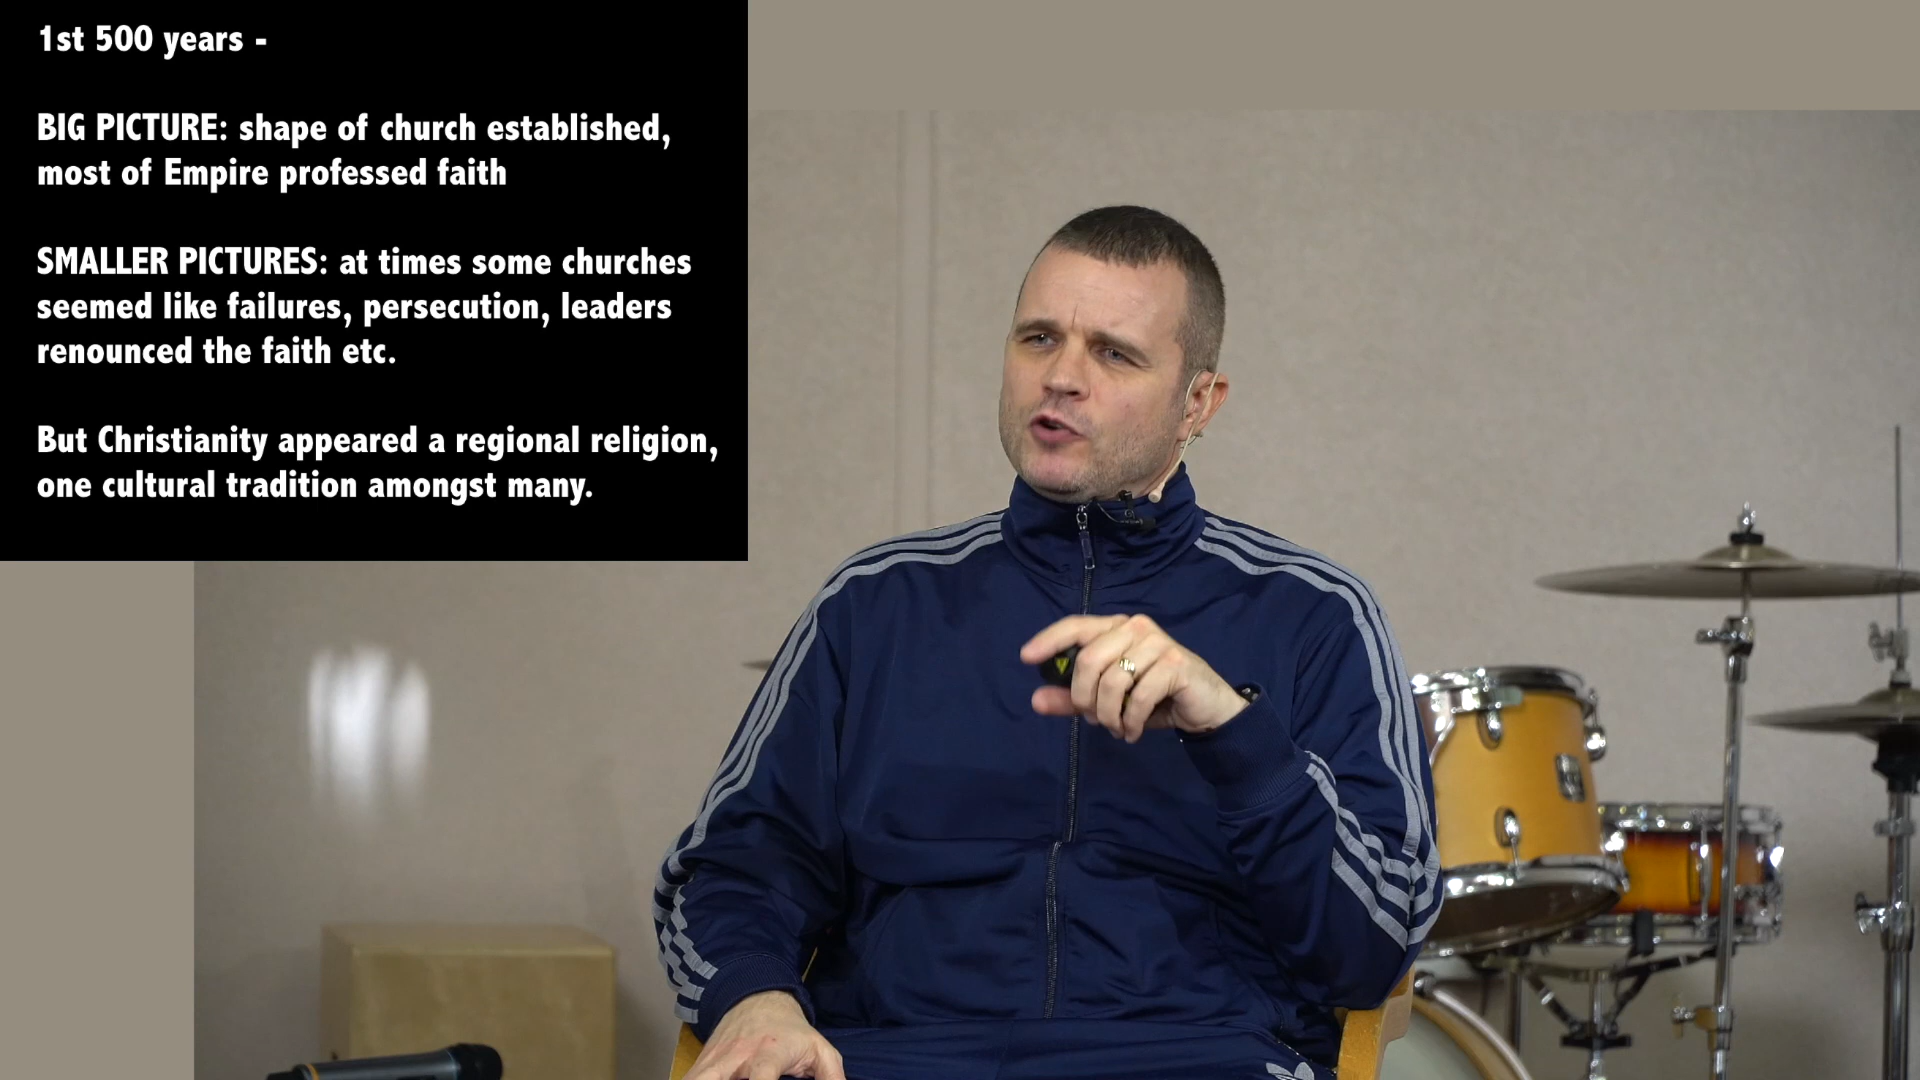 1st 500 years -
BIG PICTURE: shape of church established,
most of Empire professed faith
SMALLER PICTURES: at times some churches
seemed like failures, persecution, leaders
renounced the faith etc.
But Christianity appeared a regional religion,
one cultural tradition amongst many.